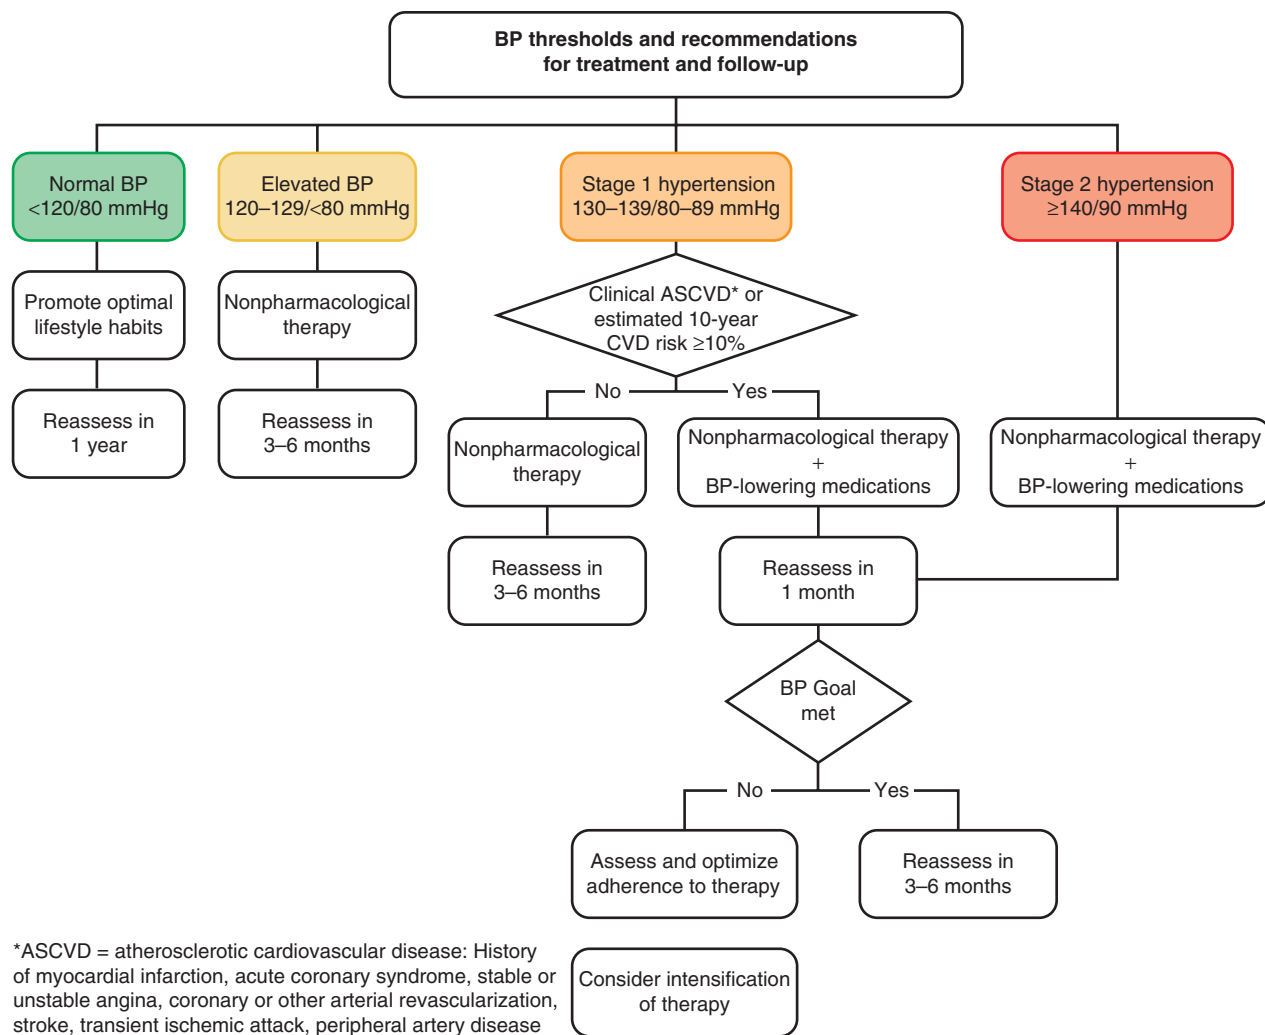 BP thresholds and recommendations
for treatment and follow-up
Normal BP
<120/80 mmHg
Elevated BP
120–129/<80 mmHg
Stage 1 hypertension
130–139/80–89 mmHg
Stage 2 hypertension
≥140/90 mmHg
Promote optimal
lifestyle habits
Nonpharmacological
therapy
Clinical ASCVD* or
estimated 10-year
CVD risk ≥10%
Reassess in
1 year
Reassess in
3–6 months
No
Yes
Nonpharmacological
therapy
Nonpharmacological therapy
+
BP-lowering medications
Nonpharmacological therapy
+
BP-lowering medications
Reassess in
3–6 months
Reassess in
1 month
BP Goal
met
No
Yes
Assess and optimize
adherence to therapy
Reassess in
3–6 months
Consider intensification
of therapy
*ASCVD = atherosclerotic cardiovascular disease: History
of myocardial infarction, acute coronary syndrome, stable or
unstable angina, coronary or other arterial revascularization,
stroke, transient ischemic attack, peripheral artery disease